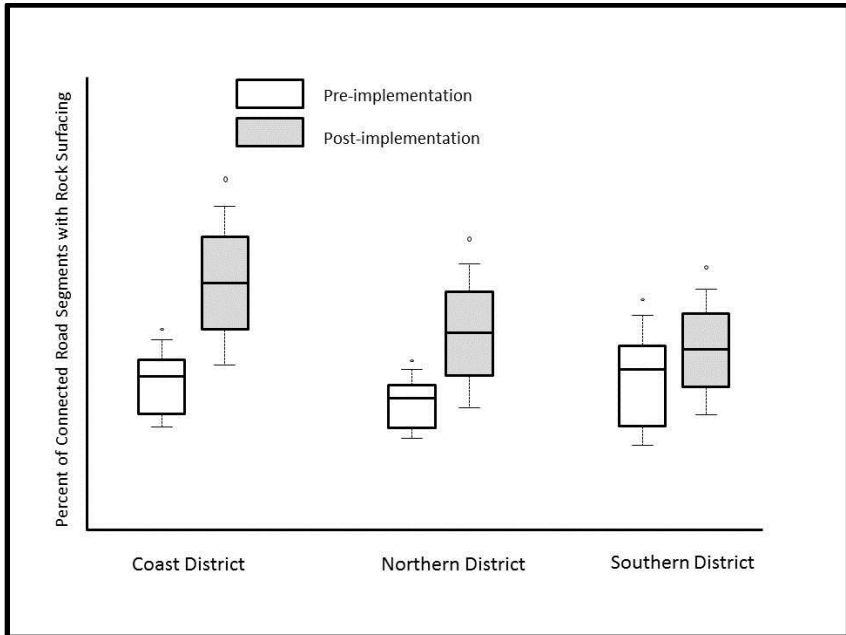 Percent of Connected Road Segments with Rock Surfacing
Pre-implementation
Post-implementation
Coast District
Northern District
Southern District